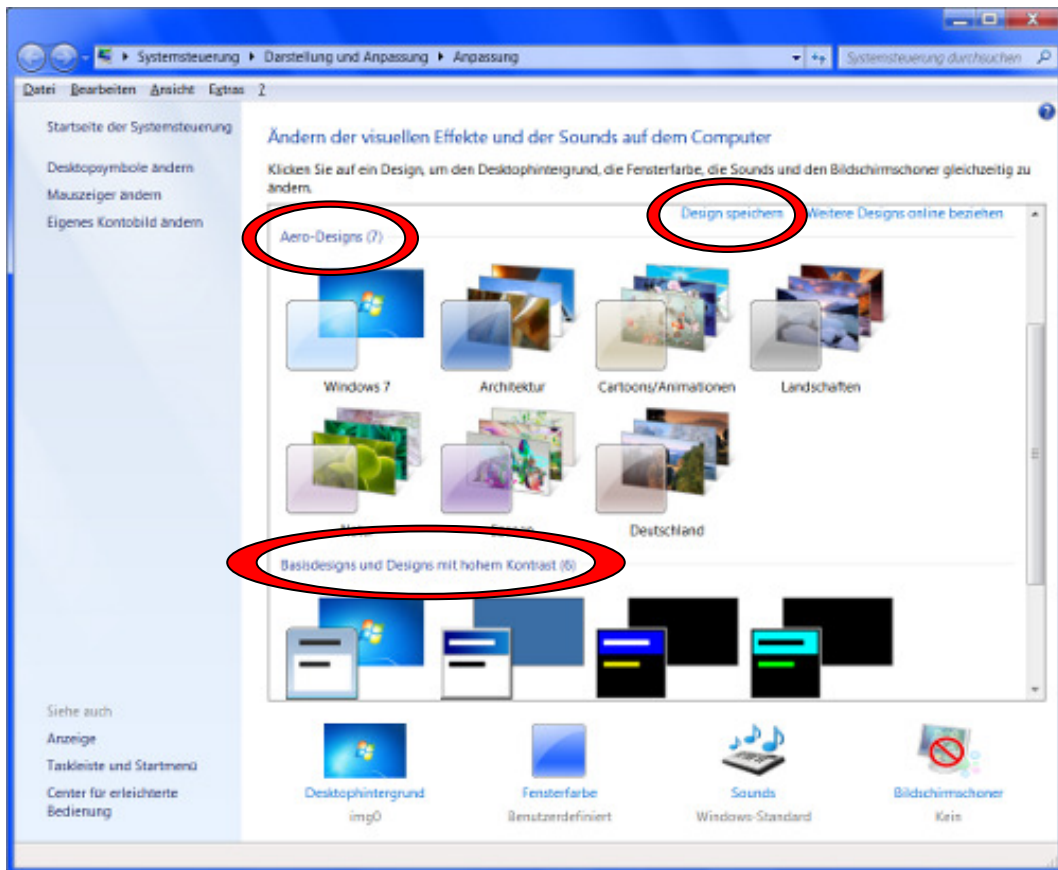 Systemsteuerung ▸ Darstellung und Anpassung ▸ Anpassung
Systemsteuerung durchsuchen
Datei Bearbeiten Ansicht Extras ?
Startseite der Systemsteuerung
Desktopsymbole ändern
Mauszeiger ändern
Eigenes Kontobild ändern
Ändern der visuellen Effekte und der Sounds auf dem Computer
Klicken Sie auf ein Design, um den Desktophintergrund, die Fensterfarbe, die Sounds und den Bildschirmschoner gleichzeitig zu
ändern.
Design speichern Weitere Designs online beziehen
Aero-Designs (7)
Windows 7 Architektur Cartoons/Animationen Landschaften
Deutschland
Basisdesigns und Designs mit hohem Kontrast (6)
Siehe auch
Anzeige
Taskleiste und Startmenü
Center für erleichterte
Bedienung
Desktophintergrund
img0
Fensterfarbe
Benutzerdefiniert
Sounds
Windows-Standard
Bildschirmschoner
Kein